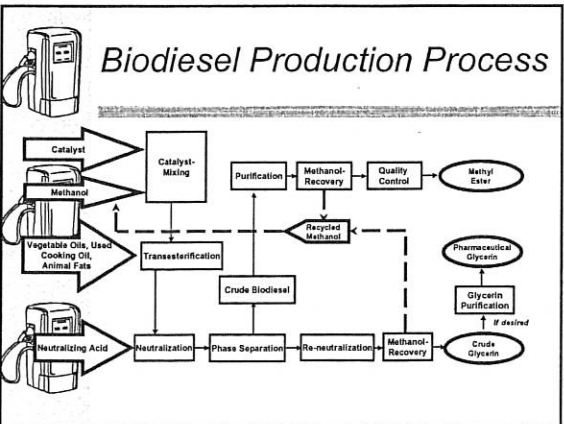 Biodiesel Production Process
Catalyst
Catalyst-
Mixing
Methanol
Purification
Methanol-
Recovery
Quality
Control
Methyl
Ester
Recycled
Methanol
Vegetable Oils, Used
Cooking Oil,
Animal Fats
Transesterification
Pharmaceutical
Glycerin
Crude Biodiesel
Glycerin
Purification
If desired
Neutralizing Acid
Neutralization
Phase Separation
Re-neutralization
Methanol-
Recovery
Crude
Glycerin